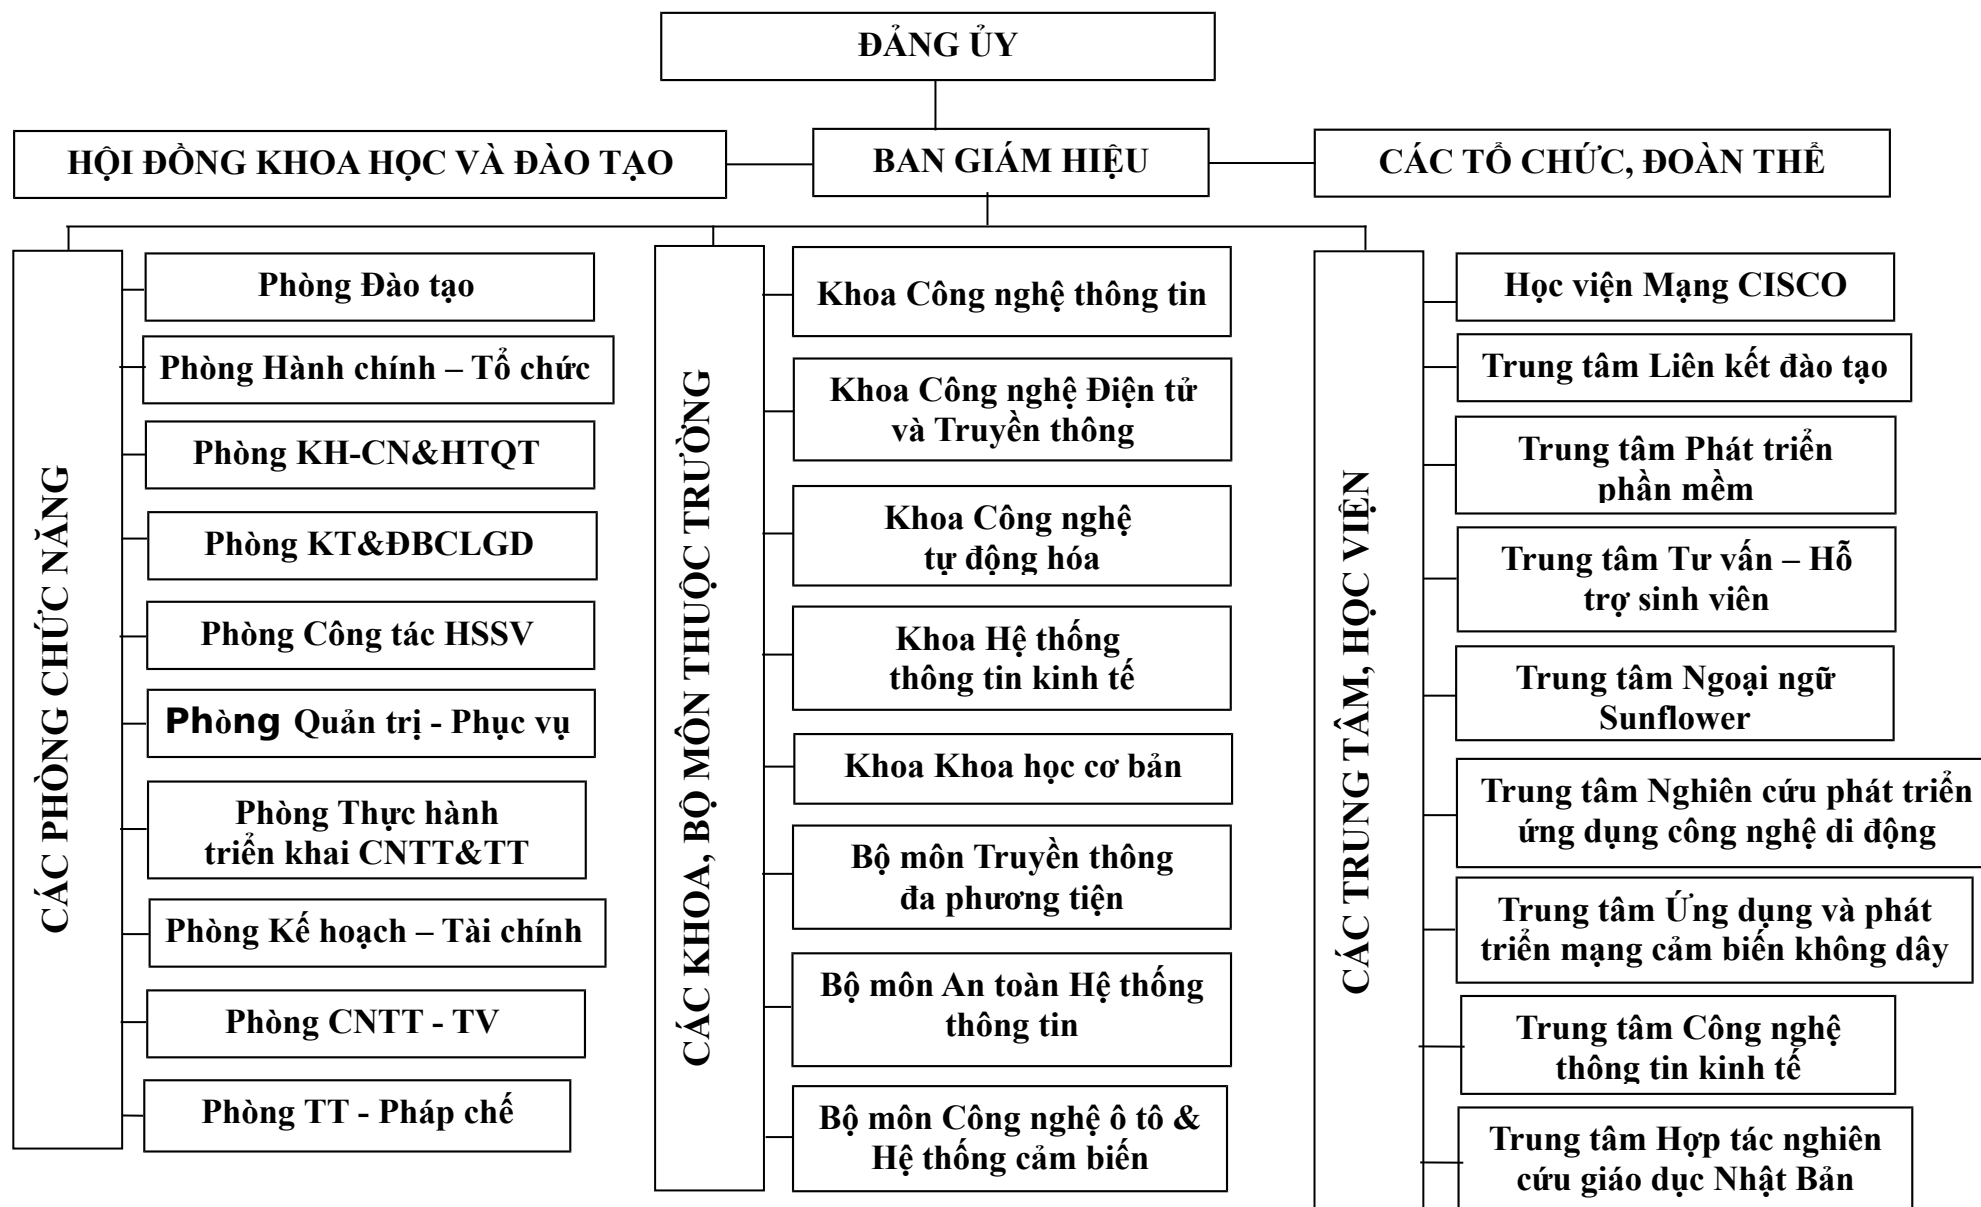 ĐẢNG ỦY
HỘI ĐỒNG KHOA HỌC VÀ ĐÀO TẠO
BAN GIÁM HIỆU
CÁC TỔ CHỨC, ĐOÀN THỂ
CÁC PHÒNG CHỨC NĂNG
Phòng Đào tạo
Phòng Hành chính – Tổ chức
Phòng KH-CN&HTQT
Phòng KT&ĐBCLGD
Phòng Công tác HSSV
Phòng Quản trị - Phục vụ
Phòng Thực hành
triển khai CNTT&TT
Phòng Kế hoạch – Tài chính
Phòng CNTT - TV
Phòng TT - Pháp chế
CÁC KHOA, BỘ MÔN THUỘC TRƯỜNG
Khoa Công nghệ thông tin
Khoa Công nghệ Điện tử
và Truyền thông
Khoa Công nghệ
tự động hóa
Khoa Hệ thống
thông tin kinh tế
Khoa Khoa học cơ bản
Bộ môn Truyền thông
đa phương tiện
Bộ môn An toàn Hệ thống
thông tin
Bộ môn Công nghệ ô tô &
Hệ thống cảm biến
CÁC TRUNG TÂM, HỌC VIỆN
Học viện Mạng CISCO
Trung tâm Liên kết đào tạo
Trung tâm Phát triển
phần mềm
Trung tâm Tư vấn – Hỗ
trợ sinh viên
Trung tâm Ngoại ngữ
Sunflower
Trung tâm Nghiên cứu phát triển
ứng dụng công nghệ di động
Trung tâm Ứng dụng và phát
triển mạng cảm biến không dây
Trung tâm Công nghệ
thông tin kinh tế
Trung tâm Hợp tác nghiên
cứu giáo dục Nhật Bản